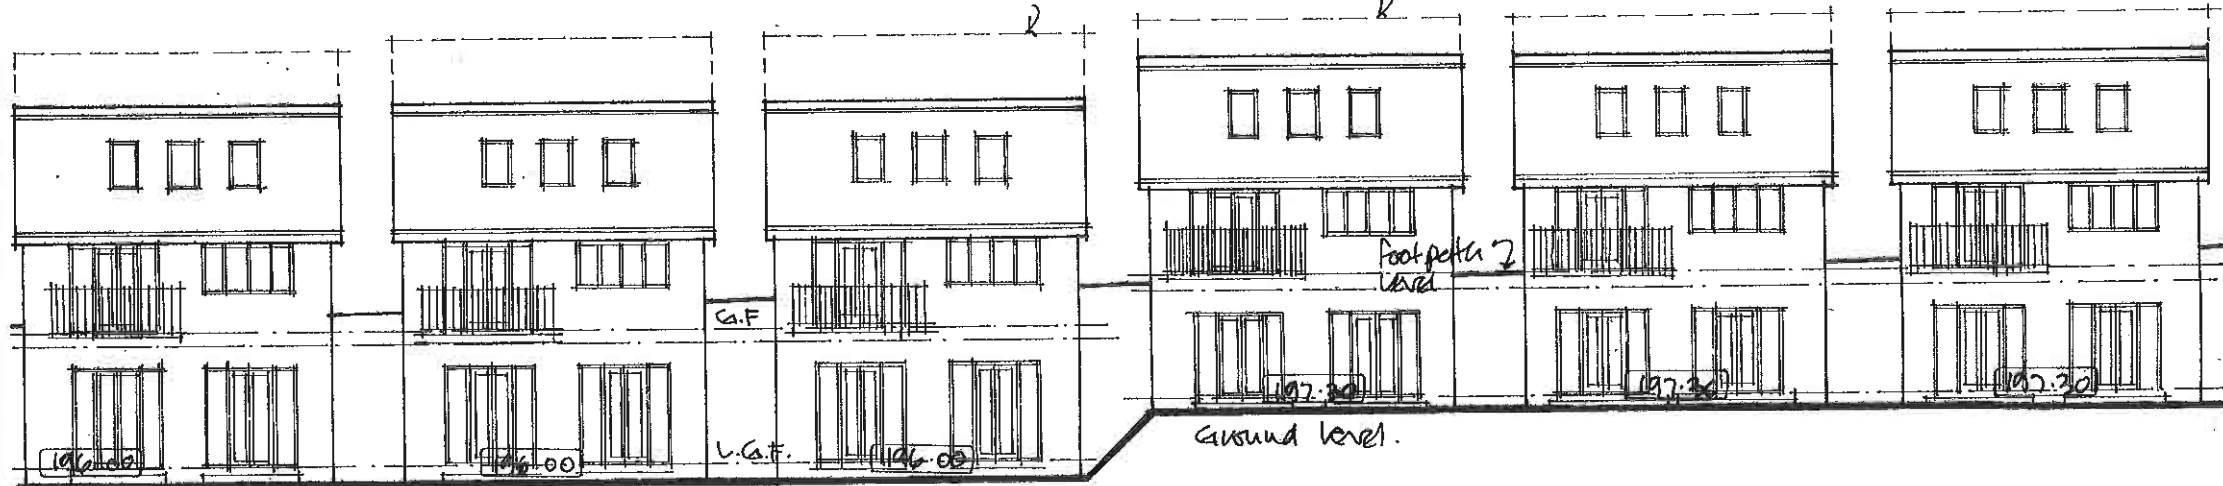 Footpath
Level
G.F
197.30
197.30
197.30
Ground level.
L.G.F.
196.00
196.00
196.00